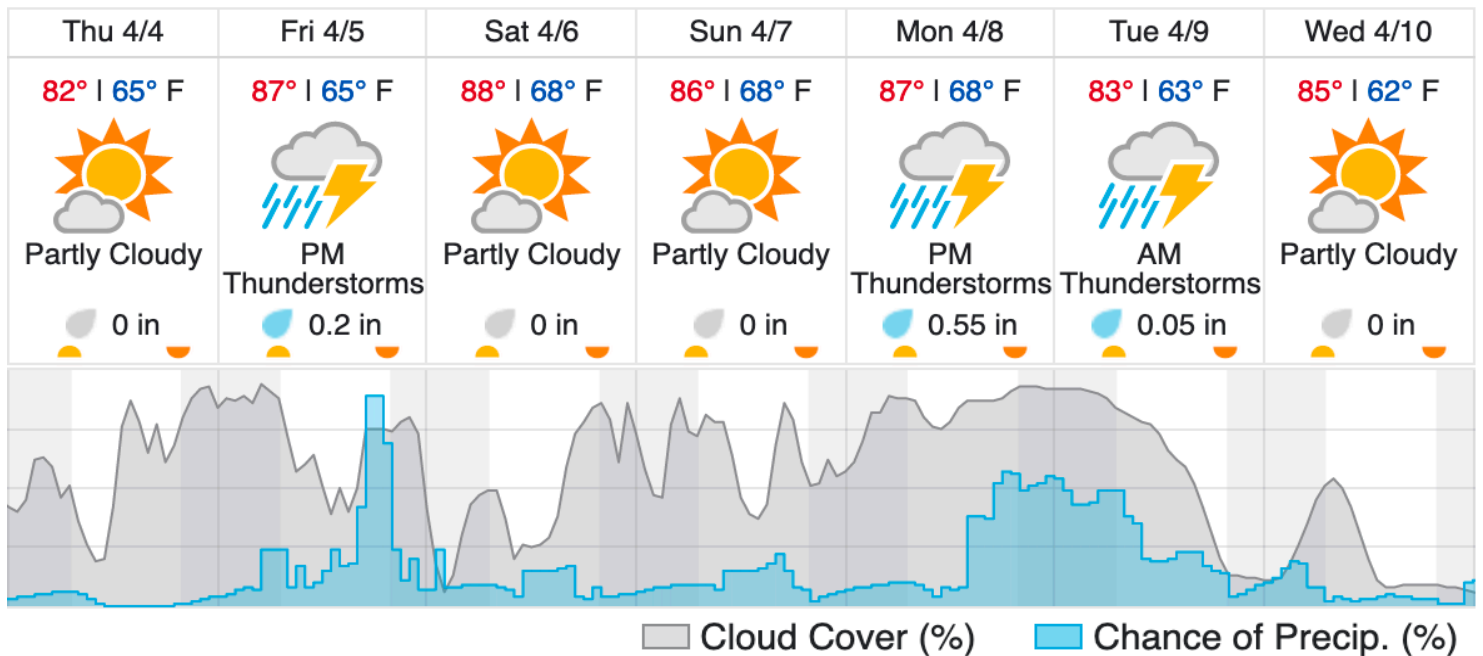 Thu 4/4 Fri 4/5 Sat 4/6 Sun 4/7 Mon 4/8 Tue 4/9 Wed 4/10
82° | 65° F 87° | 65° F 88° | 68° F 86° | 68° F 87° | 68° F 83° | 63° F 85° | 62° F
Partly Cloudy PM Partly Cloudy Partly Cloudy PM AM Partly Cloudy
Thunderstorms Thunderstorms Thunderstorms
0 in 0.2 in 0 in 0 in 0.55 in 0.05 in 0 in
Cloud Cover (%) Chance of Precip. (%)